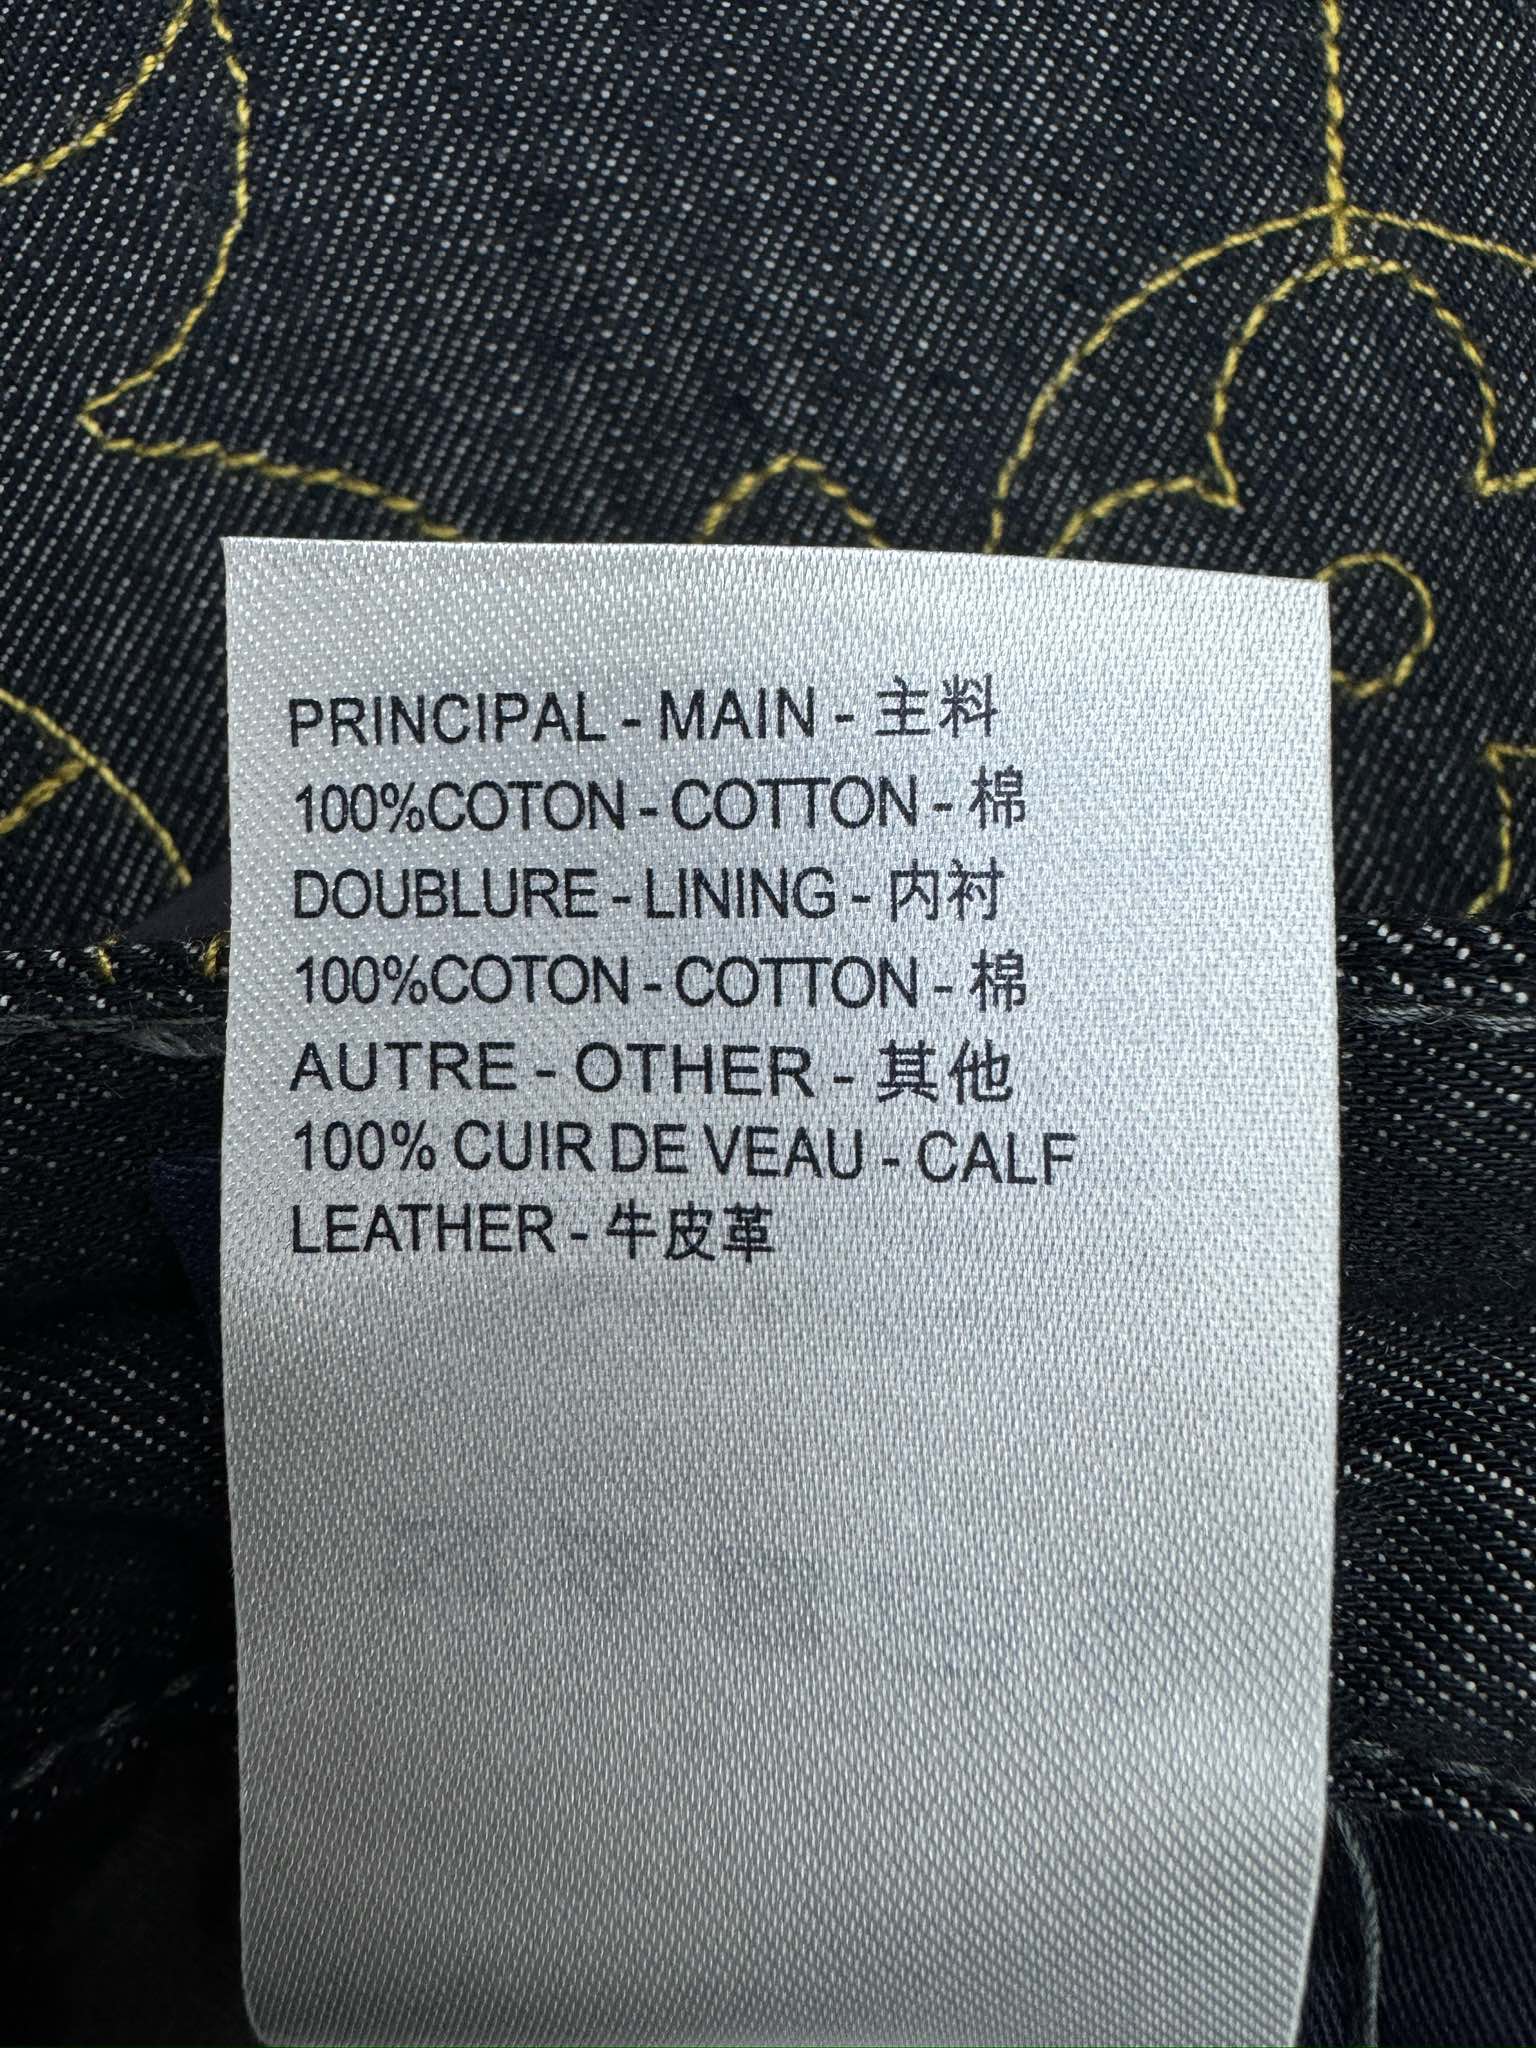 PRINCIPAL - MAIN - 主料
100%COTON - COTTON - 棉
DOUBLURE - LINING - 内衬
100%COTON - COTTON - 棉
AUTRE - OTHER - 其他
100% CUIR DE VEAU - CALF
LEATHER - 牛皮革